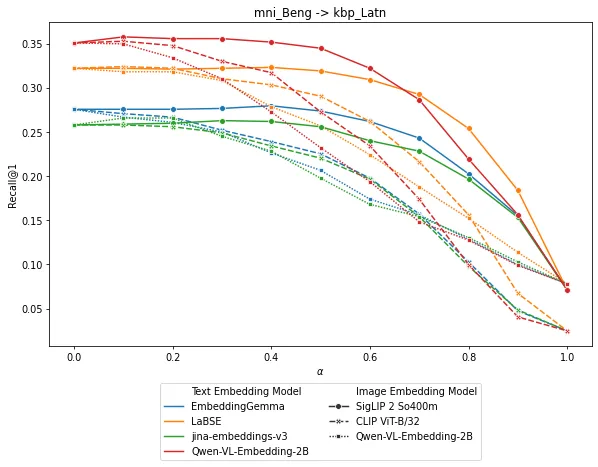 mni_Beng -> kbp_Latn
Recall@1
0.35
0.30
0.25
0.20
0.15
0.10
0.05
0.0 0.2 0.4 0.6 0.8 1.0
α
Text Embedding Model
EmbeddingGemma
LaBSE
jina-embeddings-v3
Qwen-VL-Embedding-2B
Image Embedding Model
SigLIP 2 So400m
CLIP ViT-B/32
Qwen-VL-Embedding-2B